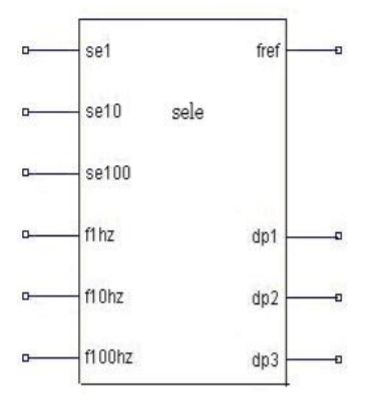 se1 fref
se10 sele
se100
f1hz dp1
f10hz dp2
f100hz dp3